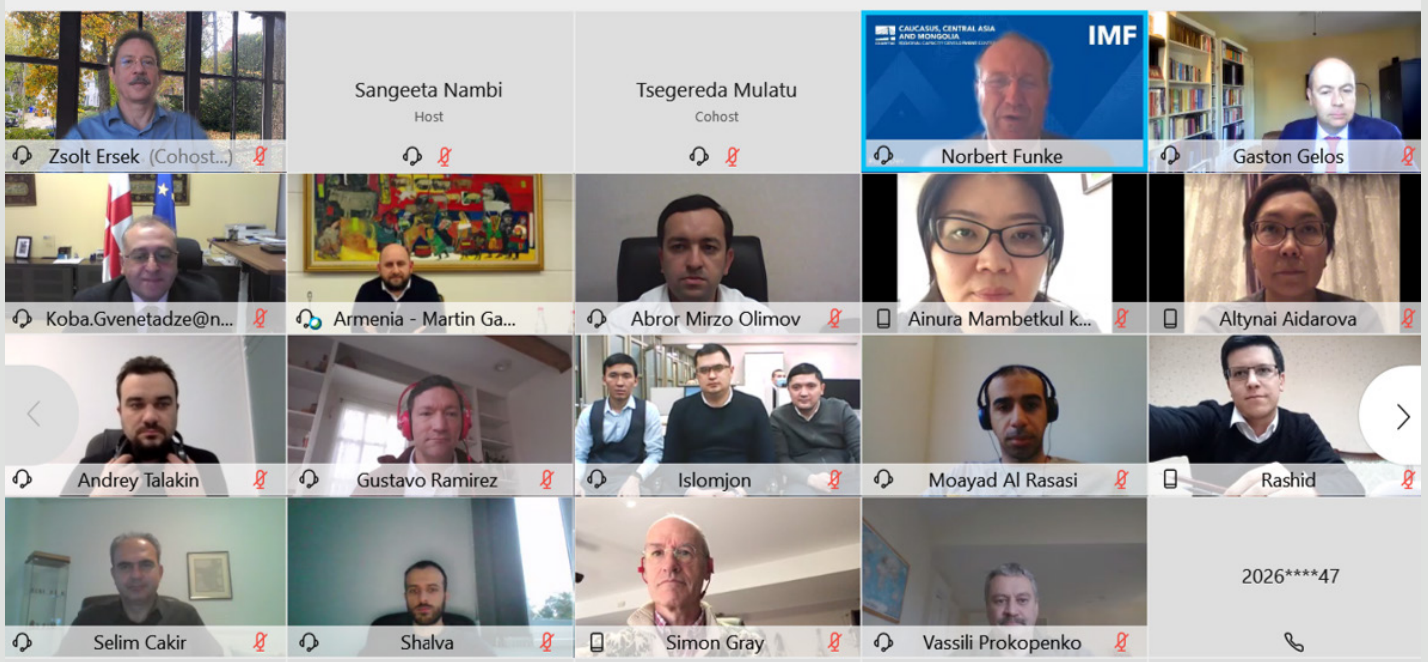 Zsolt Ersek (Cohost...)
Sangeeta Nambi
Host
Tsegereda Mulatu
Cohost
CAUCASUS, CENTRAL ASIA
AND MONGOLIA
IMF
Norbert Funke
Gaston Gelos
Koba.Gvenetadze@n...
Armenia - Martin Ga...
Abror Mirzo Olimov
Ainura Mambetkul k...
Altynai Aidarova
Andrey Talakin
Gustavo Ramirez
Islomjon
Moayad Al Rasasi
Rashid
Selim Cakir
Shalva
Simon Gray
Vassili Prokopenko
2026****47